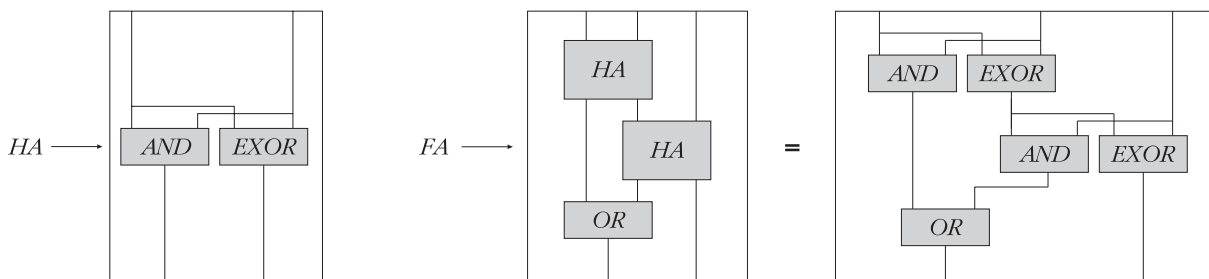 HA
AND EXOR
FA
HA
HA
OR
=
AND EXOR
AND EXOR
OR